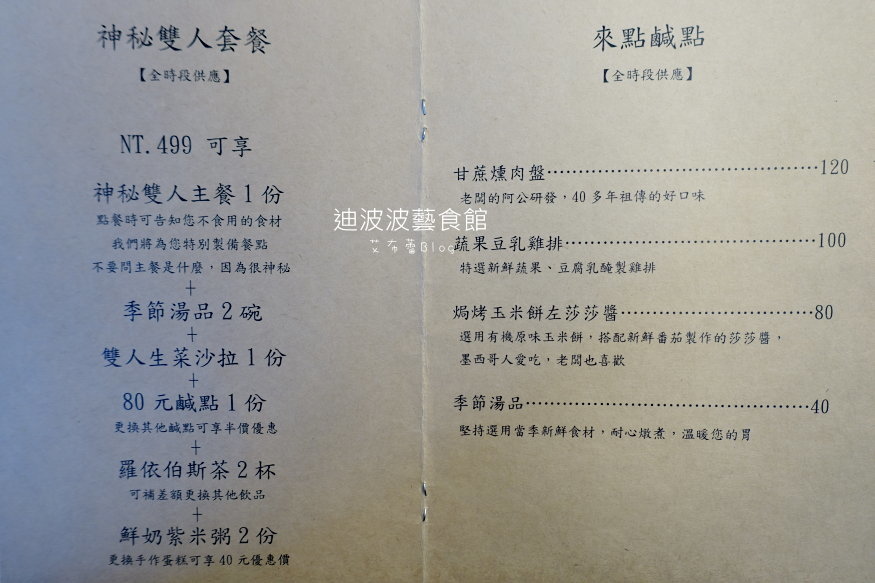 神秘雙人套餐
【全時段供應】
NT.499 可享
神秘雙人主餐1份
點餐時可告知您不食用的食材
我們將為您特別製備餐點
不要問主餐是什麼，因為很神秘
+
季節湯品2碗
+
雙人生菜沙拉1份
+
80元鹹點1份
更換其他鹹點可享半價優惠
+
羅依伯斯茶2杯
可補差額更換其他飲品
+
鮮奶紫米粥2份
更換手作蛋糕可享40元優惠價
來點鹹點
【全時段供應】
甘蔗燻肉盤 120
老闆的阿公研發，40多年祖傳的好口味
蔬果豆乳雞排 100
特選新鮮蔬果、豆腐乳醃製雞排
焗烤玉米餅左莎莎醬 80
選用有機原味玉米餅，搭配新鮮番茄製作的莎莎醬，
墨西哥人愛吃，老闆也喜歡
季節湯品 40
堅持選用當季新鮮食材，耐心燉煮，溫暖您的胃
迪波波藝食館
艾布蕾Blog